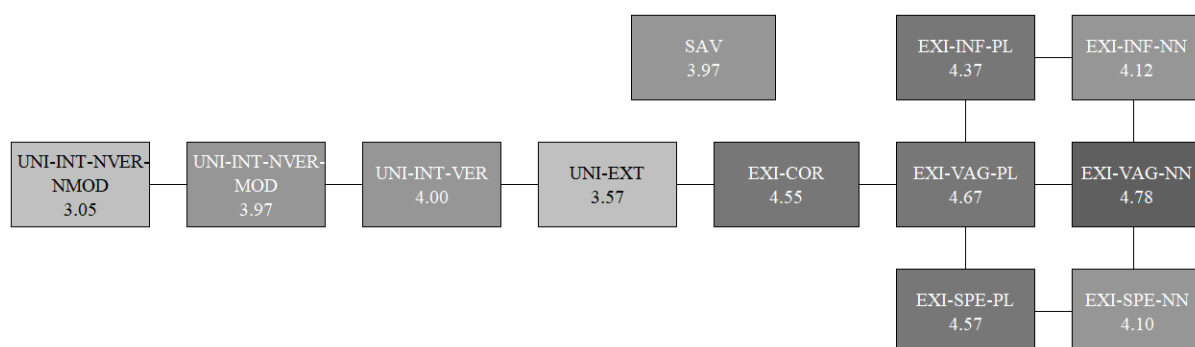 SAV
3.97
EXI-INF-PL
4.37
EXI-INF-NN
4.12
UNI-INT-NVER-
NMOD
3.05
UNI-INT-NVER-
MOD
3.97
UNI-INT-VER
4.00
UNI-EXT
3.57
EXI-COR
4.55
EXI-VAG-PL
4.67
EXI-VAG-NN
4.78
EXI-SPE-PL
4.57
EXI-SPE-NN
4.10